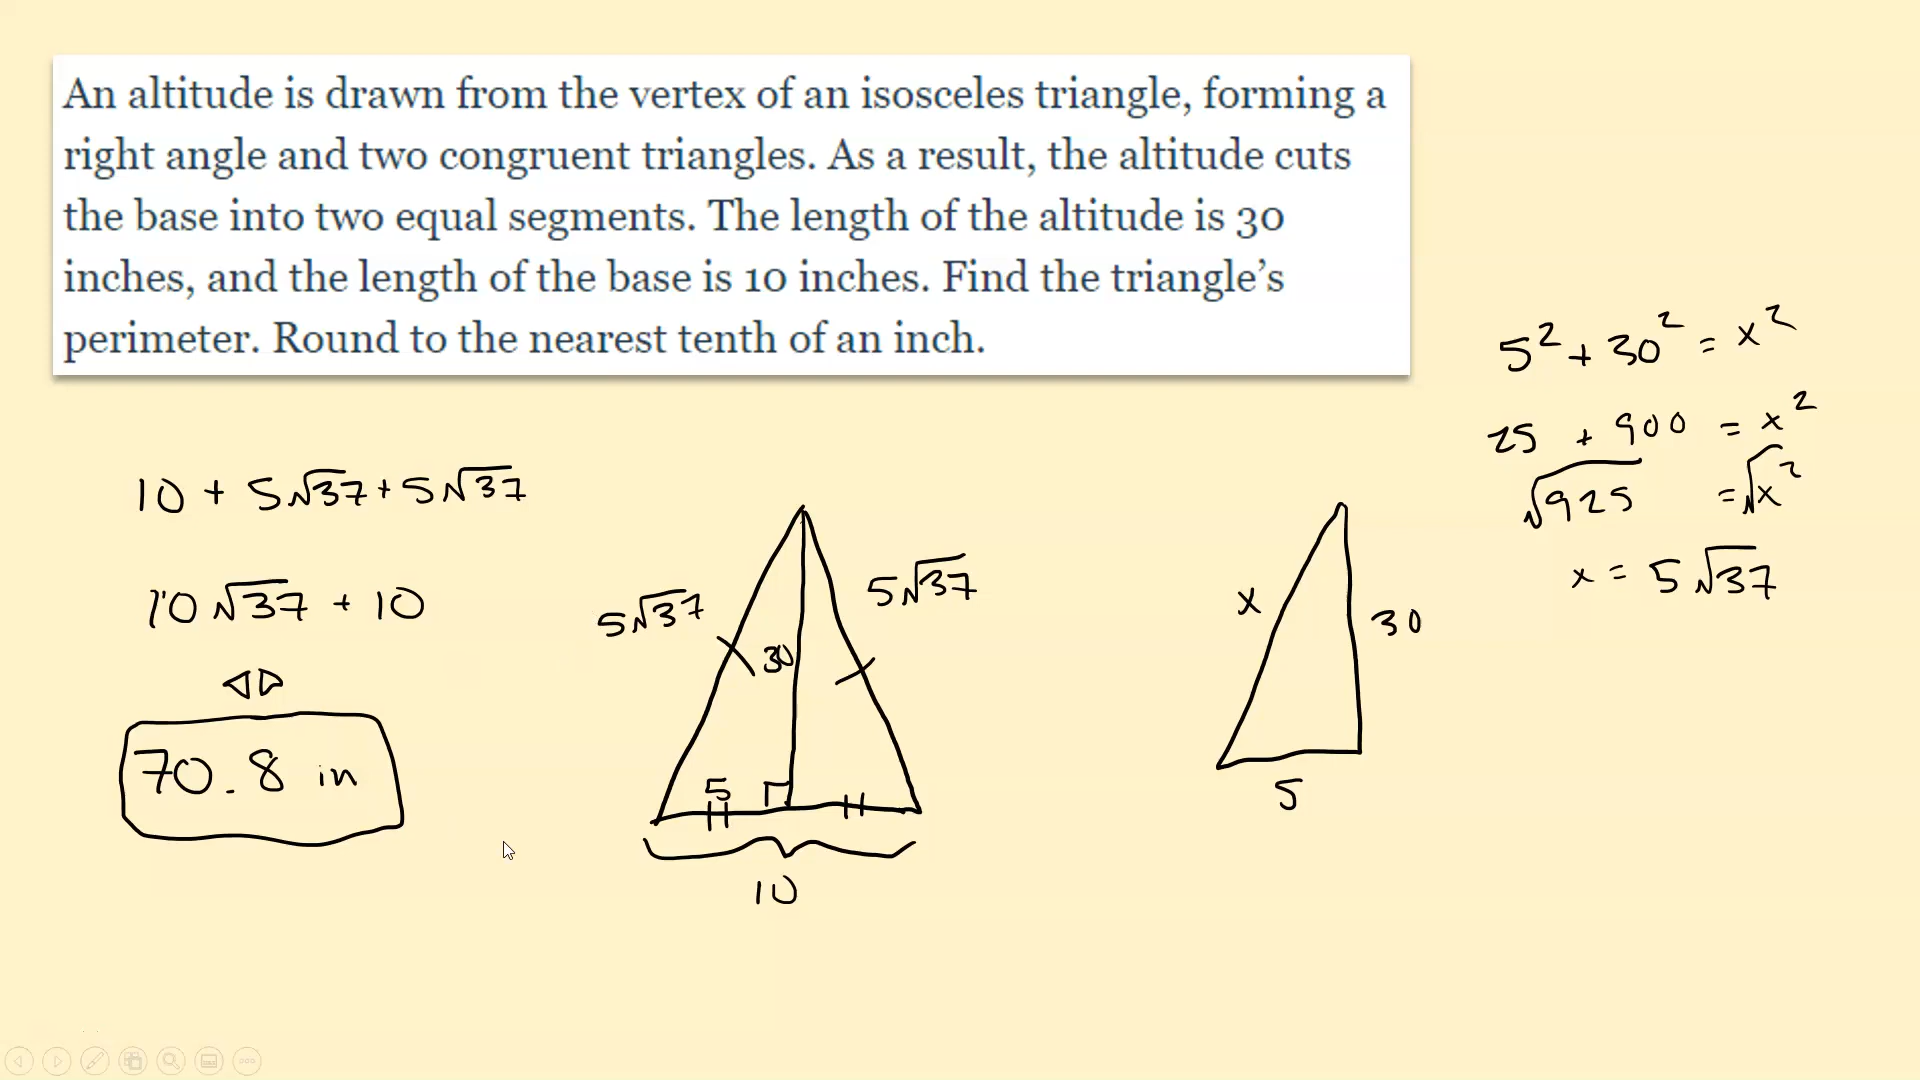 An altitude is drawn from the vertex of an isosceles triangle, forming a
right angle and two congruent triangles. As a result, the altitude cuts
the base into two equal segments. The length of the altitude is 30
inches, and the length of the base is 10 inches. Find the triangle’s
perimeter. Round to the nearest tenth of an inch.
5² + 30² = x²
25 + 900 = x²
√925 = √x²
x = 5√37
10 + 5√37 + 5√37
10√37 + 10
70.8 in
5√37
5√37
30
5
10
x
30
5